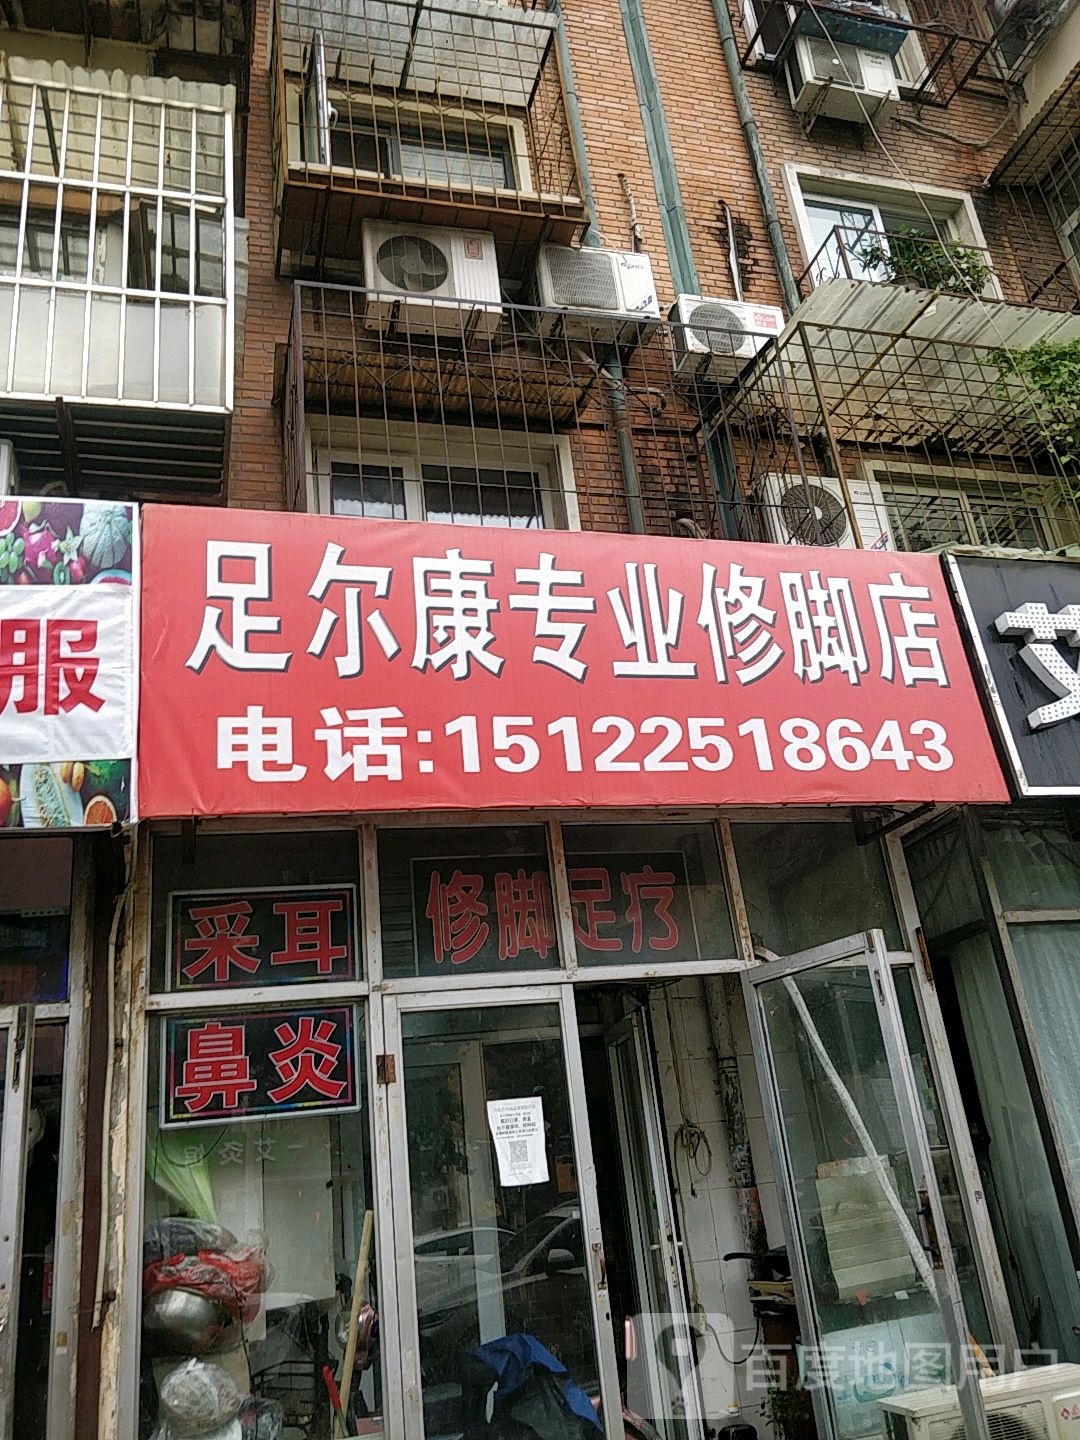 足尔康专业修脚店
电话:15122518643
服
艾
采耳
修脚足疗
鼻炎
百度地图用户